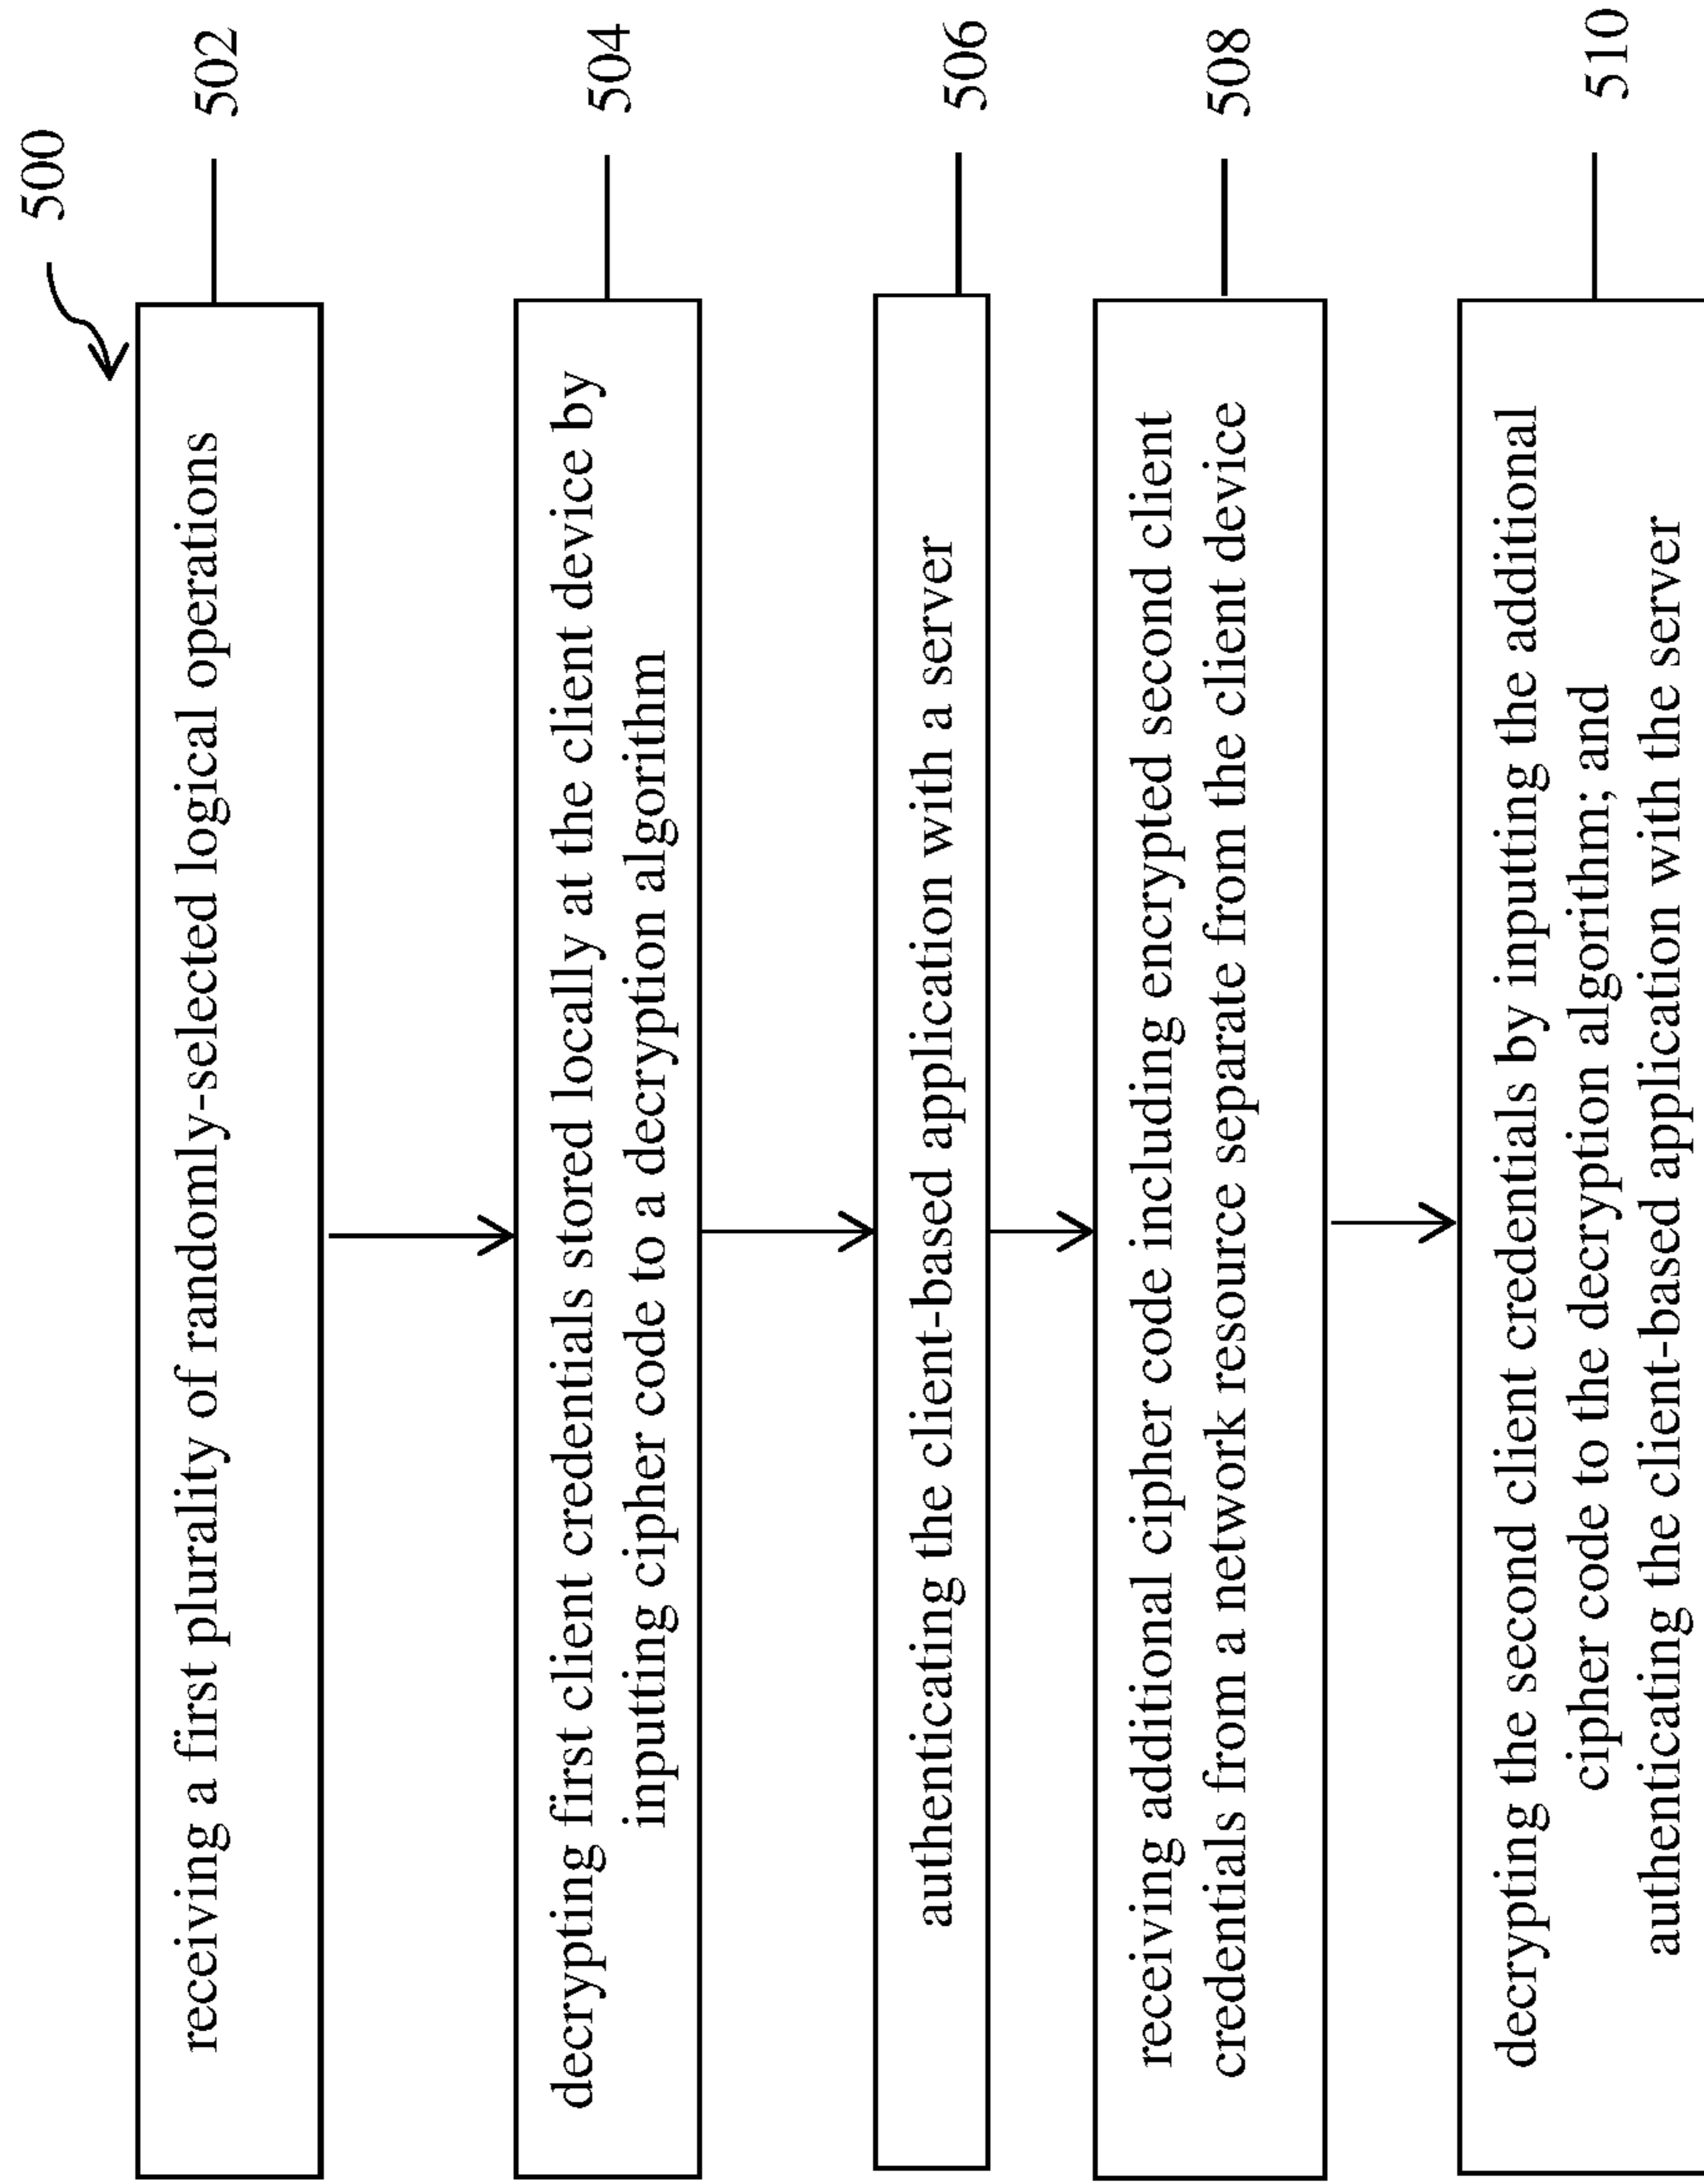 500
receiving a first plurality of randomly-selected logical operations
502
decrypting first client credentials stored locally at the client device by
inputting cipher code to a decryption algorithm
504
authenticating the client-based application with a server
506
receiving additional cipher code including encrypted second client
credentials from a network resource separate from the client device
508
decrypting the second client credentials by inputting the additional
cipher code to the decryption algorithm; and
authenticating the client-based application with the server
510